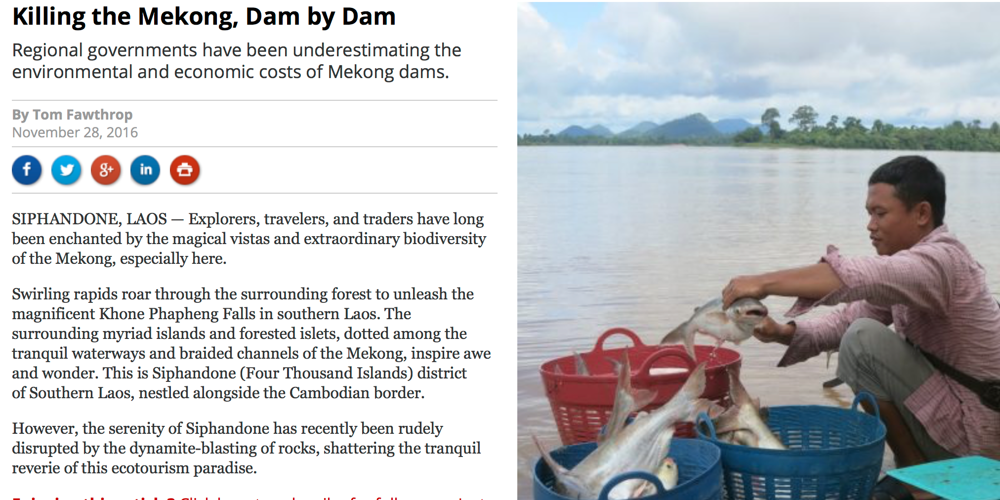 Killing the Mekong, Dam by Dam
Regional governments have been underestimating the
environmental and economic costs of Mekong dams.
By Tom Fawthrop
November 28, 2016
f
g+
in
SIPHANDONE, LAOS — Explorers, travelers, and traders have long
been enchanted by the magical vistas and extraordinary biodiversity
of the Mekong, especially here.
Swirling rapids roar through the surrounding forest to unleash the
magnificent Khone Phapheng Falls in southern Laos. The
surrounding myriad islands and forested islets, dotted among the
tranquil waterways and braided channels of the Mekong, inspire awe
and wonder. This is Siphandone (Four Thousand Islands) district
of Southern Laos, nestled alongside the Cambodian border.
However, the serenity of Siphandone has recently been rudely
disrupted by the dynamite-blasting of rocks, shattering the tranquil
reverie of this ecotourism paradise.